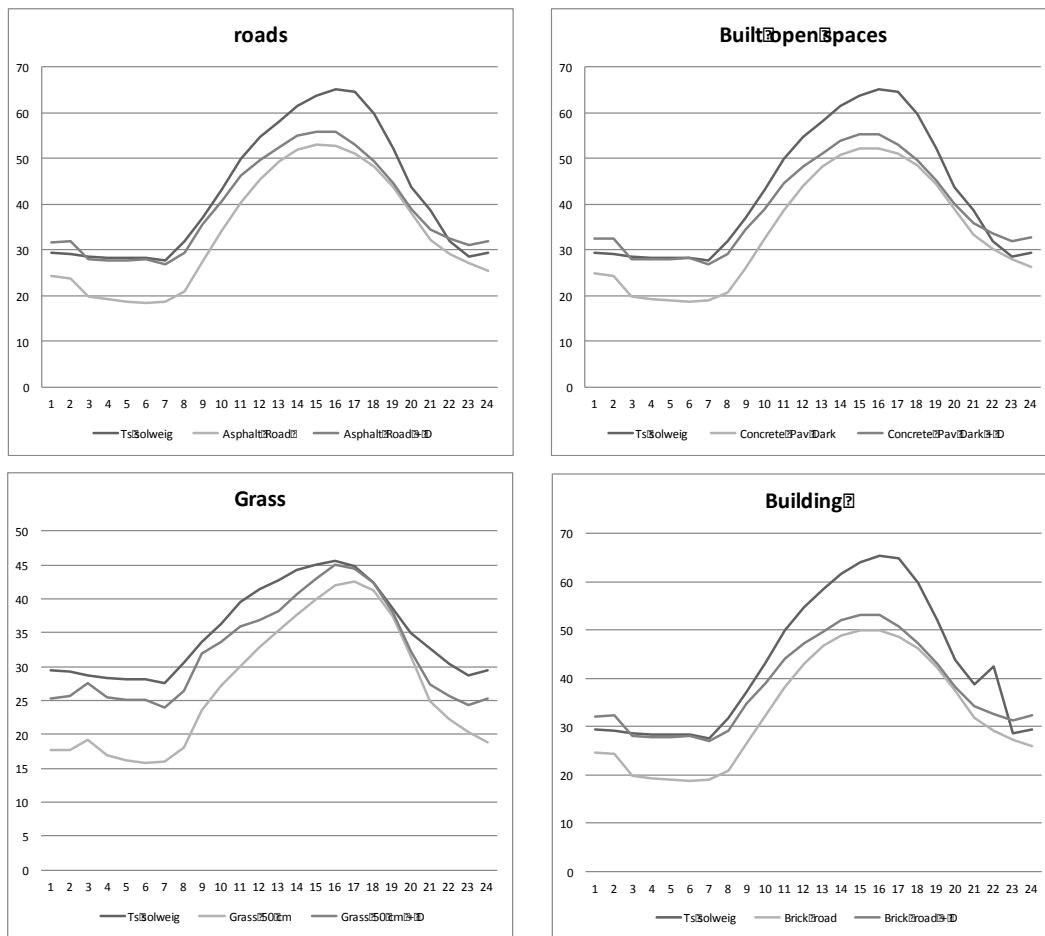 roads
70
60
50
40
30
20
10
0
1 2 3 4 5 6 7 8 9 10 11 12 13 14 15 16 17 18 19 20 21 22 23 24
Ts⍰solweig Asphalt⍰Road⍰ Asphalt⍰Road⍰+⍰D
Built⍰open⍰spaces
70
60
50
40
30
20
10
0
1 2 3 4 5 6 7 8 9 10 11 12 13 14 15 16 17 18 19 20 21 22 23 24
Ts⍰solweig Concrete⍰Pav⍰Dark Concrete⍰Pav⍰Dark⍰+⍰D
Grass
50
45
40
35
30
25
20
15
10
5
0
1 2 3 4 5 6 7 8 9 10 11 12 13 14 15 16 17 18 19 20 21 22 23 24
Ts⍰solweig Grass⍰50⍰cm Grass⍰50⍰cm⍰+⍰D
Building⍰
70
60
50
40
30
20
10
0
1 2 3 4 5 6 7 8 9 10 11 12 13 14 15 16 17 18 19 20 21 22 23 24
Ts⍰solweig Brick⍰road Brick⍰road⍰+⍰D